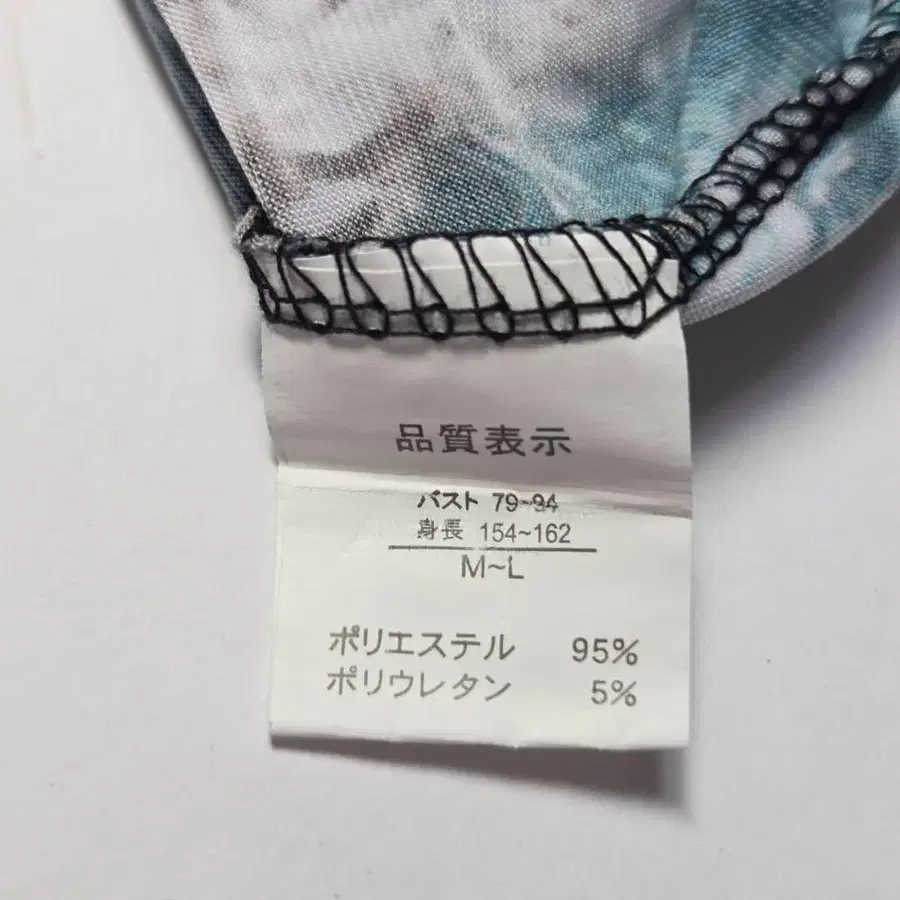 品質表示
バスト 79~94
身長 154~162
M~L
ポリエステル 95%
ポリウレタン 5%